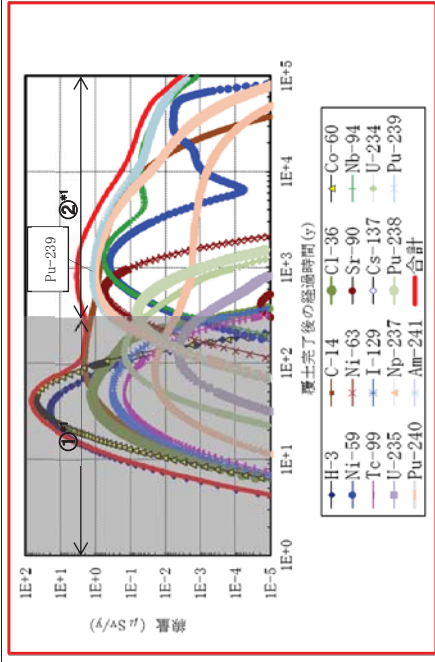 ①*1
②*1
Pu-239
線量 (μSv/y)
1E+2
1E+1
1E+0
1E-1
1E-2
1E-3
1E-4
1E-5
1E+0
1E+1
1E+2
1E+3
1E+4
1E+5
覆土完了後の経過時間(y)
H-3
C-14
Cl-36
Co-60
Ni-59
Ni-63
Sr-90
Nb-94
Tc-99
I-129
Cs-137
U-234
U-235
Np-237
Pu-238
Pu-239
Pu-240
Am-241
合計